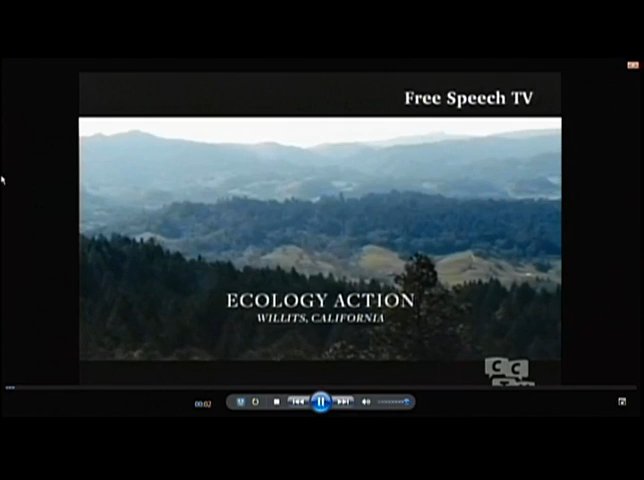 Free Speech TV
ECOLOGY ACTION
WILLITS, CALIFORNIA
C C
00:02